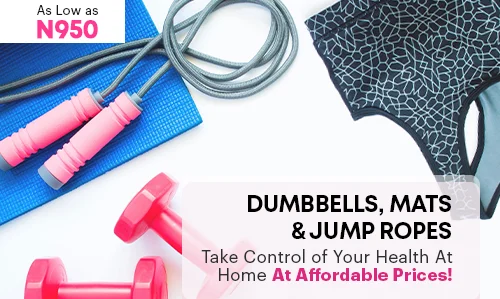 As Low as
N950
DUMBBELLS, MATS
& JUMP ROPES
Take Control of Your Health At
Home At Affordable Prices!